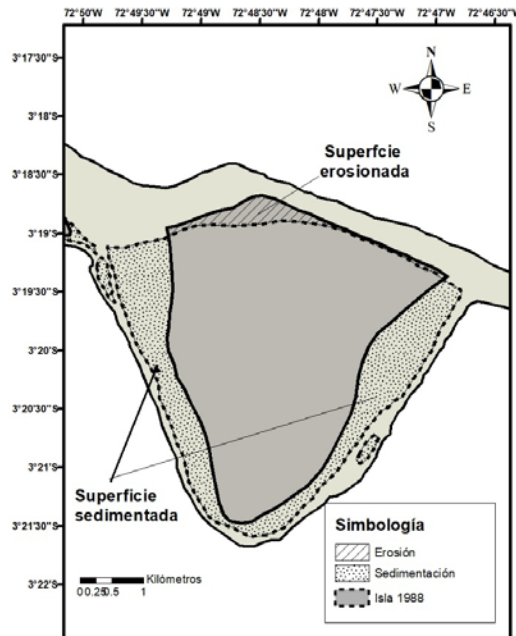 72°50'W 72°49'30"W 72°49'W 72°48'30"W 72°48'W 72°47'30"W 72°47'W 72°46'30"W
3°17'30"S
3°18'S
3°18'30"S
3°19'S
3°19'30"S
3°20'S
3°20'30"S
3°21'S
3°21'30"S
3°22'S
N
W E
S
Superfcie
erosionada
Superficie
sedimentada
Simbología
Erosión
Sedimentación
Isla 1988
Kilómetros
0 0,25 0,5 1